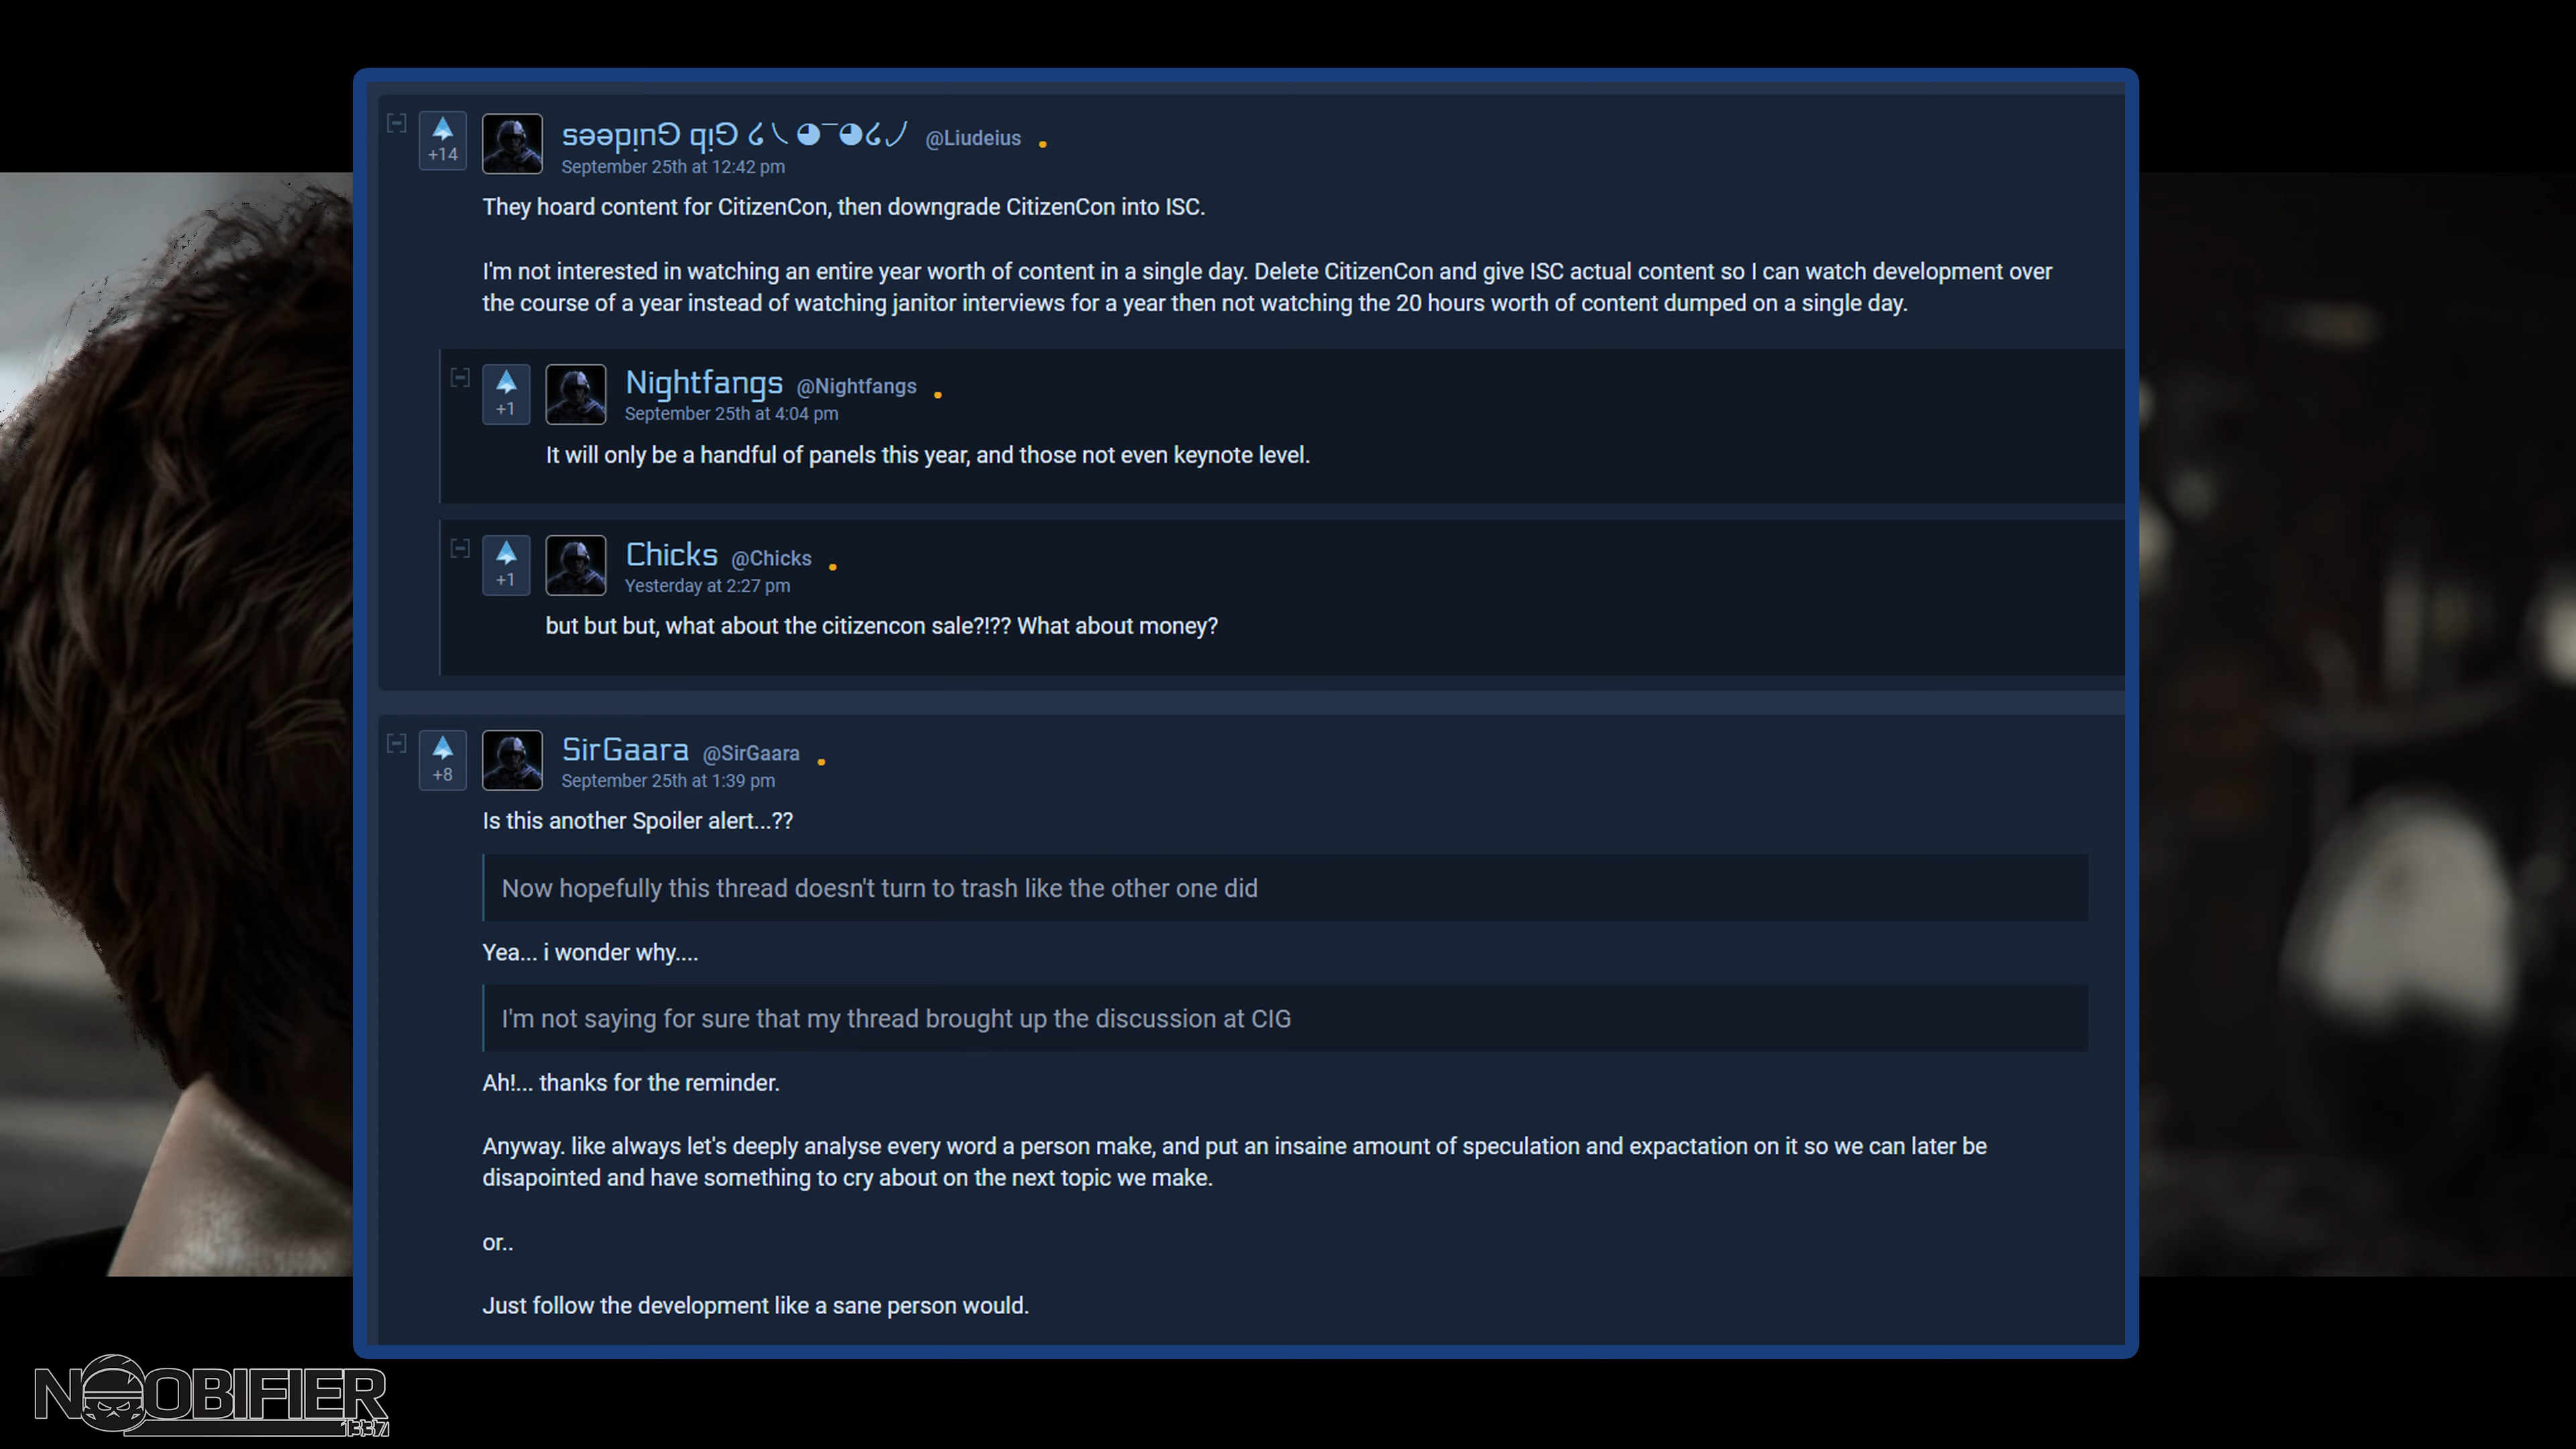 +14
sǝǝpınᘐ qıᘐ ᔔ╰ ◕¯◕ᔔ╯ @Liudeius
September 25th at 12:42 pm
They hoard content for CitizenCon, then downgrade CitizenCon into ISC.
I'm not interested in watching an entire year worth of content in a single day. Delete CitizenCon and give ISC actual content so I can watch development over
the course of a year instead of watching janitor interviews for a year then not watching the 20 hours worth of content dumped on a single day.
+1
Nightfangs @Nightfangs
September 25th at 4:04 pm
It will only be a handful of panels this year, and those not even keynote level.
+1
Chicks @Chicks
Yesterday at 2:27 pm
but but but, what about the citizencon sale?!?? What about money?
+8
SirGaara @SirGaara
September 25th at 1:39 pm
Is this another Spoiler alert...??
Now hopefully this thread doesn't turn to trash like the other one did
Yea... i wonder why....
I'm not saying for sure that my thread brought up the discussion at CIG
Ah!... thanks for the reminder.
Anyway. like always let's deeply analyse every word a person make, and put an insaine amount of speculation and expactation on it so we can later be
disapointed and have something to cry about on the next topic we make.
or..
Just follow the development like a sane person would.
NOOBIFIER
1337